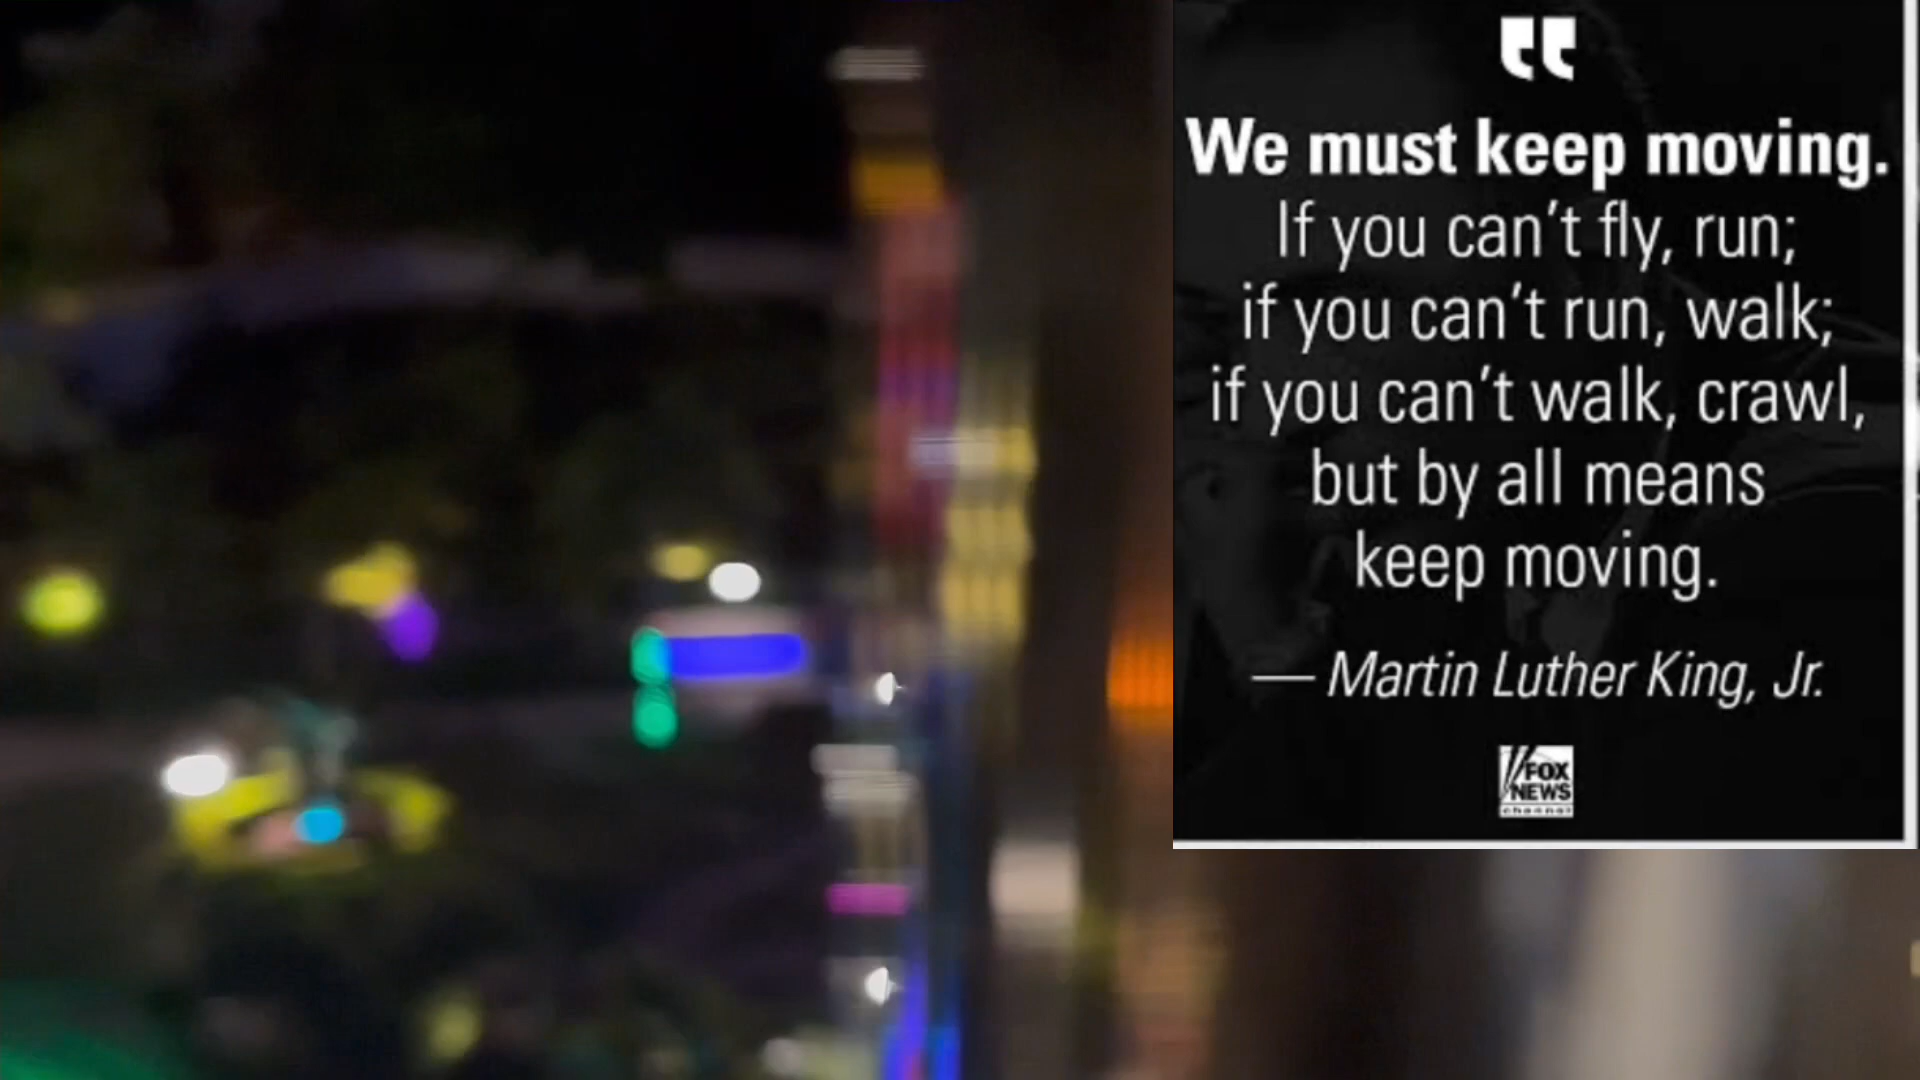 We must keep moving.
If you can't fly, run;
if you can't run, walk;
if you can't walk, crawl,
but by all means
keep moving.
— Martin Luther King, Jr.
FOX
NEWS
channel